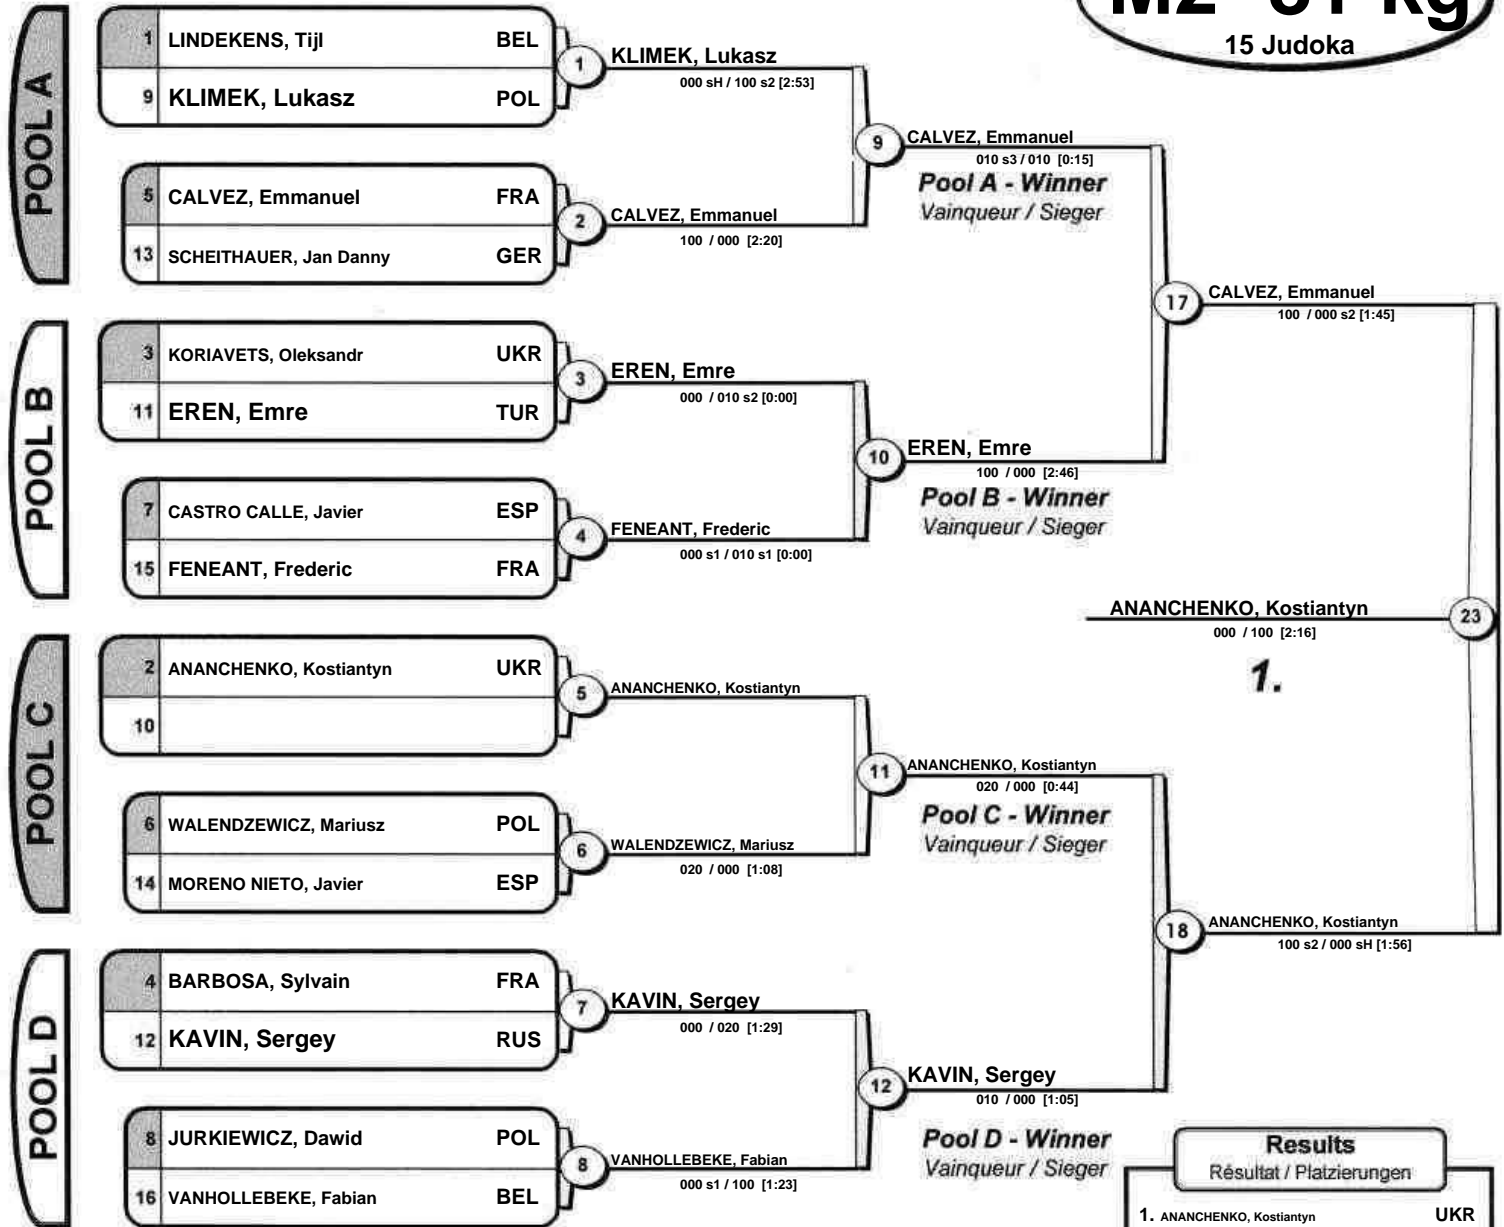 M2 -81 kg
15 Judoka
POOL A
1 LINDEKENS, Tijl BEL
9 KLIMEK, Lukasz POL
1
KLIMEK, Lukasz
000 sH / 100 s2 [2:53]
5 CALVEZ, Emmanuel FRA
13 SCHEITHAUER, Jan Danny GER
2
CALVEZ, Emmanuel
100 / 000 [2:20]
9
CALVEZ, Emmanuel
010 s3 / 010 [0:15]
Pool A - Winner
Vainqueur / Sieger
POOL B
3 KORIAVETS, Oleksandr UKR
11 EREN, Emre TUR
3
EREN, Emre
000 / 010 s2 [0:00]
7 CASTRO CALLE, Javier ESP
15 FENEANT, Frederic FRA
4
FENEANT, Frederic
000 s1 / 010 s1 [0:00]
10
EREN, Emre
100 / 000 [2:46]
Pool B - Winner
Vainqueur / Sieger
17
CALVEZ, Emmanuel
100 / 000 s2 [1:45]
POOL C
2 ANANCHENKO, Kostiantyn UKR
10
5
ANANCHENKO, Kostiantyn
6 WALENDZEWICZ, Mariusz POL
14 MORENO NIETO, Javier ESP
6
WALENDZEWICZ, Mariusz
020 / 000 [1:08]
11
ANANCHENKO, Kostiantyn
020 / 000 [0:44]
Pool C - Winner
Vainqueur / Sieger
POOL D
4 BARBOSA, Sylvain FRA
12 KAVIN, Sergey RUS
7
KAVIN, Sergey
000 / 020 [1:29]
8 JURKIEWICZ, Dawid POL
16 VANHOLLEBEKE, Fabian BEL
8
VANHOLLEBEKE, Fabian
000 s1 / 100 [1:23]
12
KAVIN, Sergey
010 / 000 [1:05]
Pool D - Winner
Vainqueur / Sieger
18
ANANCHENKO, Kostiantyn
100 s2 / 000 sH [1:56]
23
ANANCHENKO, Kostiantyn
000 / 100 [2:16]
1.
Results
Résultat / Platzierungen
1. ANANCHENKO, Kostiantyn UKR